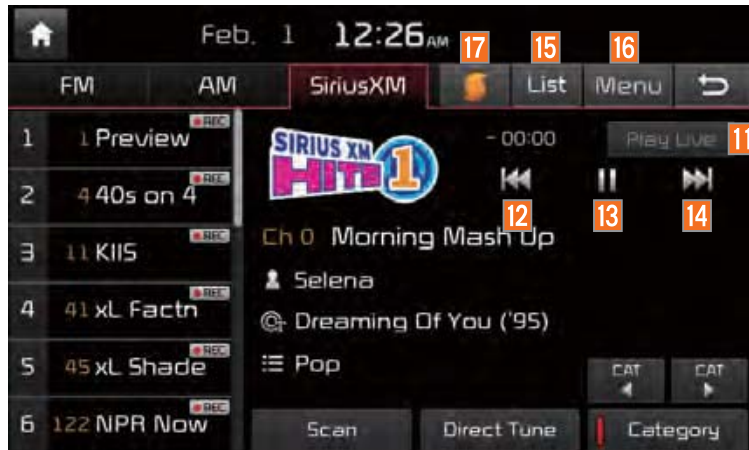 Feb. 1 12:26 AM
17 15 16
FM AM SiriusXM List Menu
1 1 Preview REC
SIRIUS XM HITS 1
- 00:00 Play Live 11
2 4 40s on 4 REC
12 13 14
3 11 KIIS REC
Ch 0 Morning Mash Up
Selena
4 41 xL Factn REC
Dreaming Of You ('95)
5 45 xL Shade REC
Pop
CAT CAT
6 122 NPR Now REC
Scan Direct Tune Category